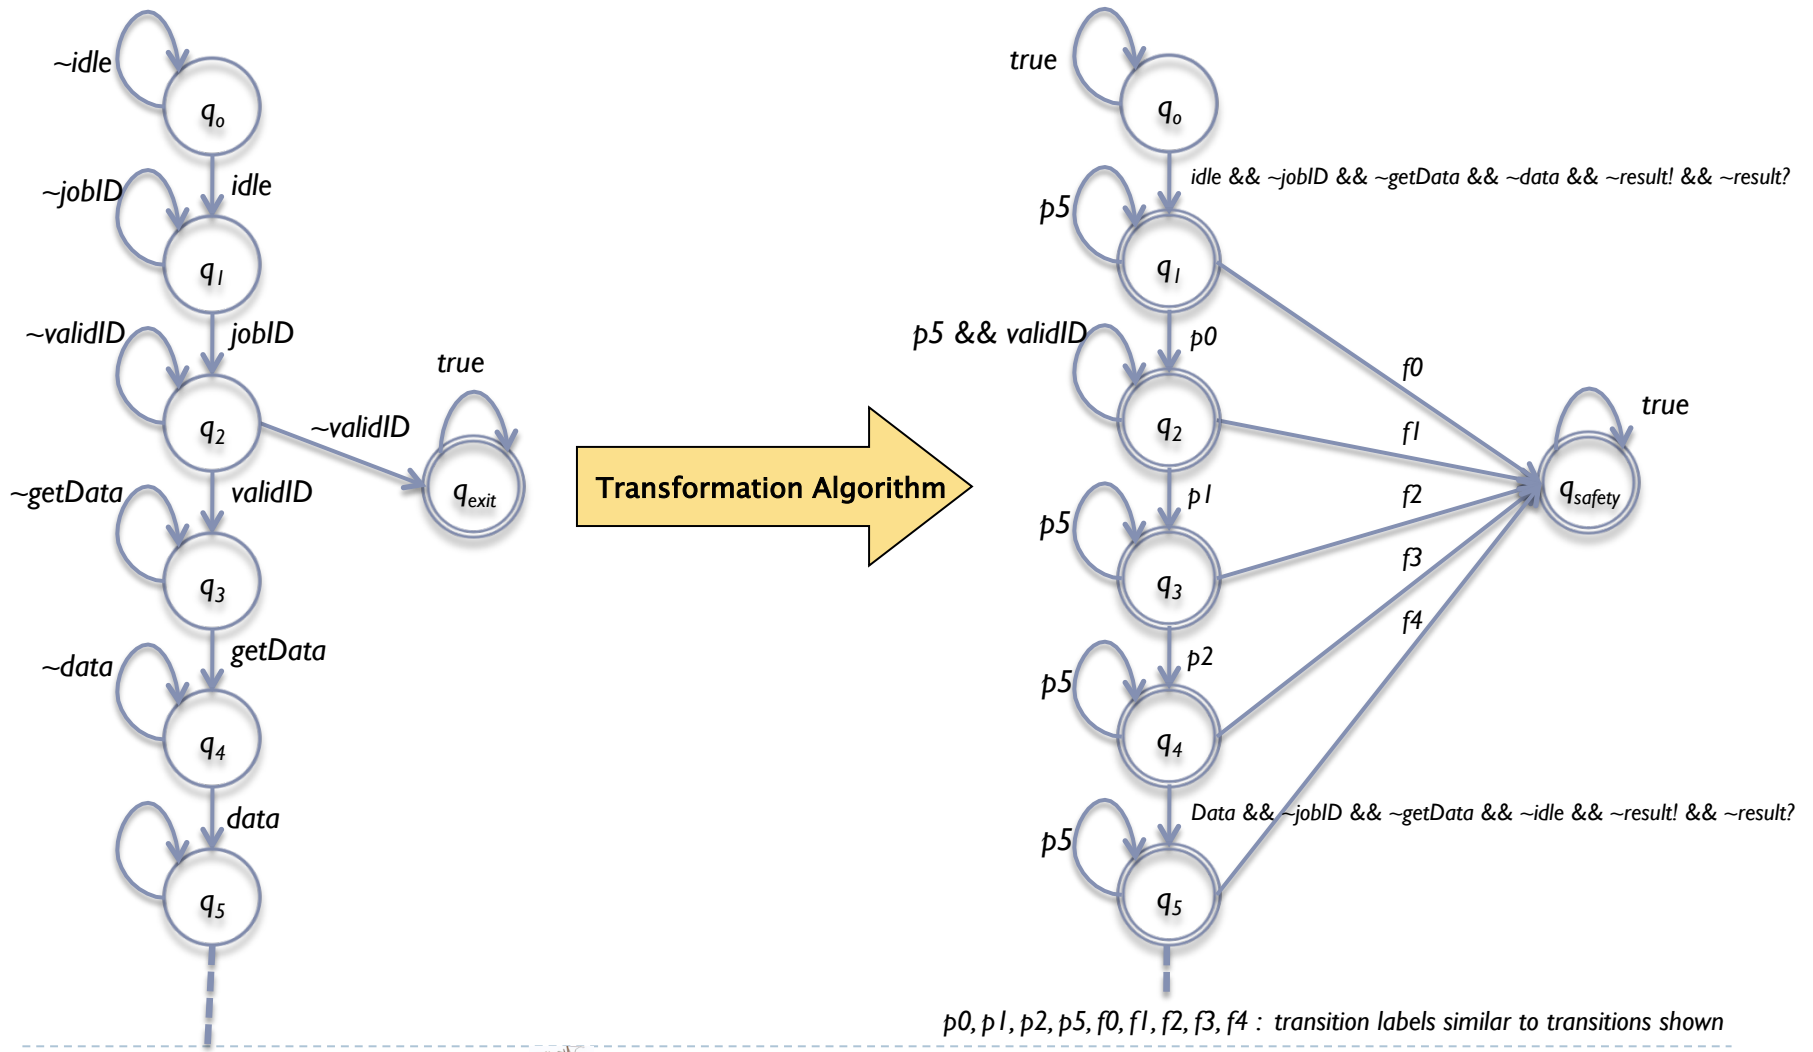 ~idle
q₀
idle
~jobID
q₁
jobID
~validID
q₂
true
~validID
q_exit
validID
~getData
q₃
getData
~data
q₄
data
q₅
Transformation Algorithm
true
q₀
idle && ~jobID && ~getData && ~data && ~result! && ~result?
p5
q₁
p0
f0
p5 && validID
q₂
f1
true
q_safety
p1
f2
p5
q₃
f3
f4
p2
p5
q₄
Data && ~jobID && ~getData && ~idle && ~result! && ~result?
p5
q₅
p0, p1, p2, p5, f0, f1, f2, f3, f4 : transition labels similar to transitions shown